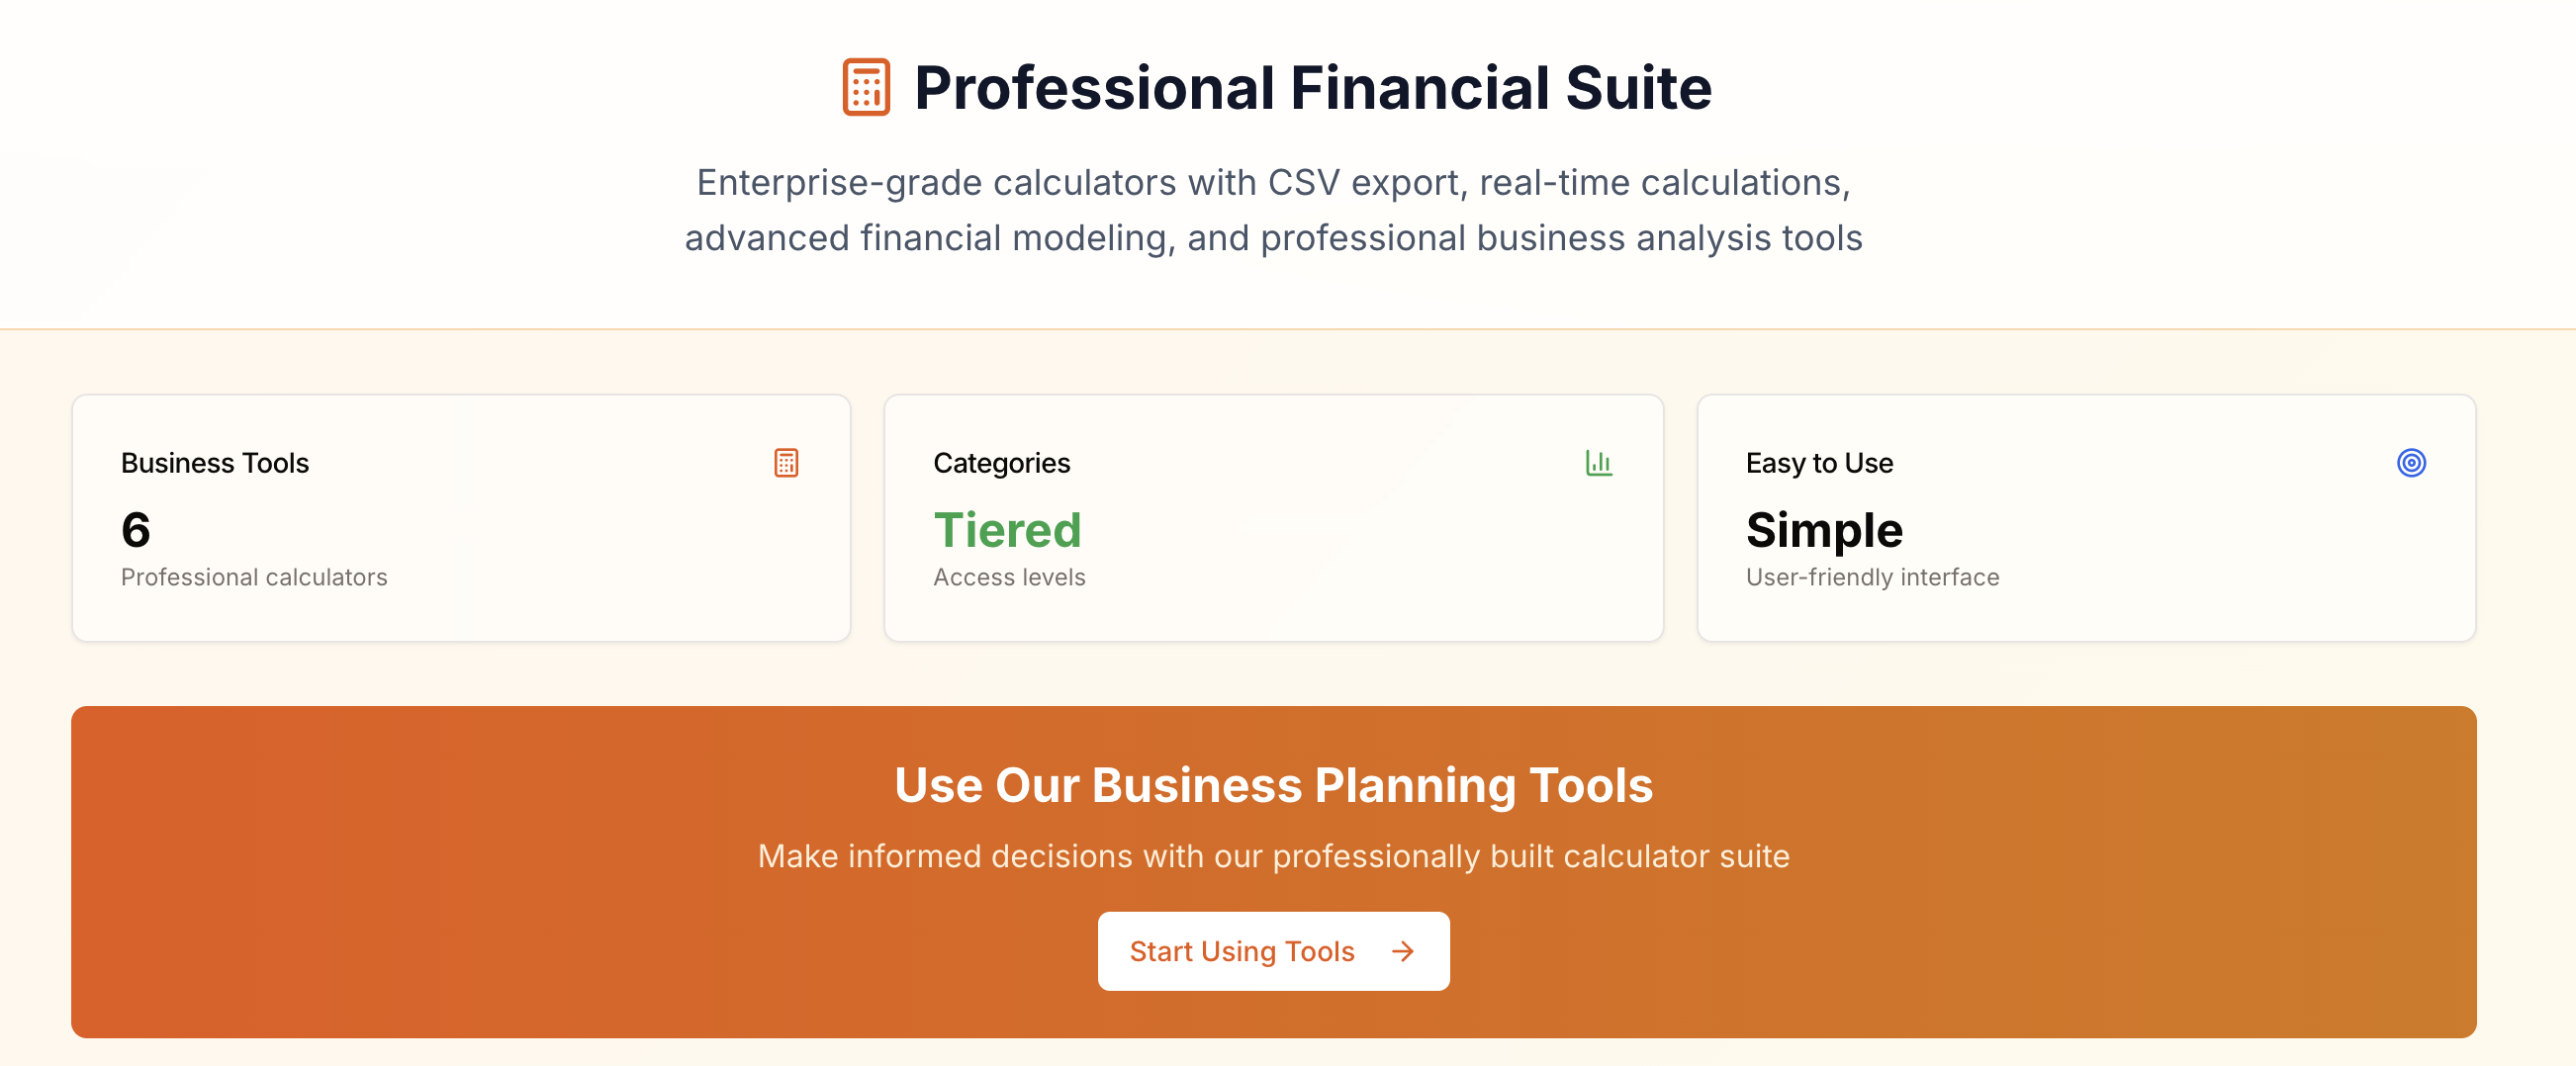 Professional Financial Suite
Enterprise-grade calculators with CSV export, real-time calculations,
advanced financial modeling, and professional business analysis tools
Business Tools
6
Professional calculators
Categories
Tiered
Access levels
Easy to Use
Simple
User-friendly interface
Use Our Business Planning Tools
Make informed decisions with our professionally built calculator suite
Start Using Tools